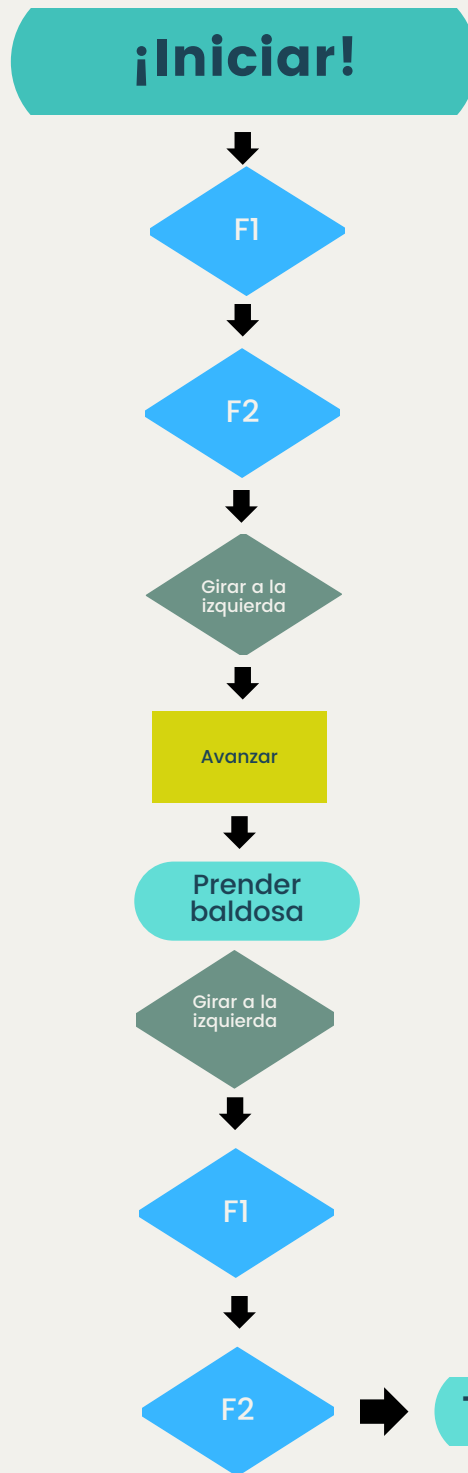 ¡Iniciar!
F1
F2
Girar a la
izquierda
Avanzar
Prender
baldosa
Girar a la
izquierda
F1
F2